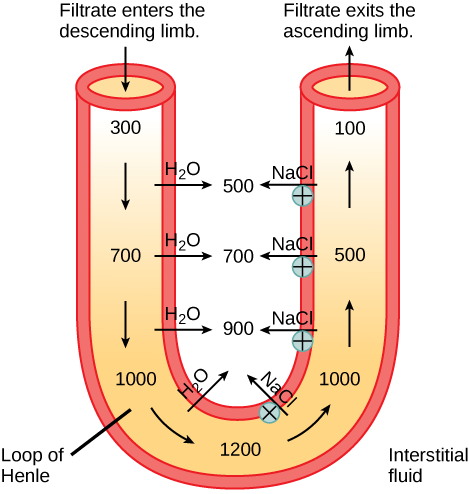 Filtrate enters the
descending limb.
Filtrate exits the
ascending limb.
300
100
H₂O
500
NaCl
700
H₂O
700
NaCl
500
H₂O
900
NaCl
1000
H₂O
NaCl
1000
1200
Loop of
Henle
Interstitial
fluid